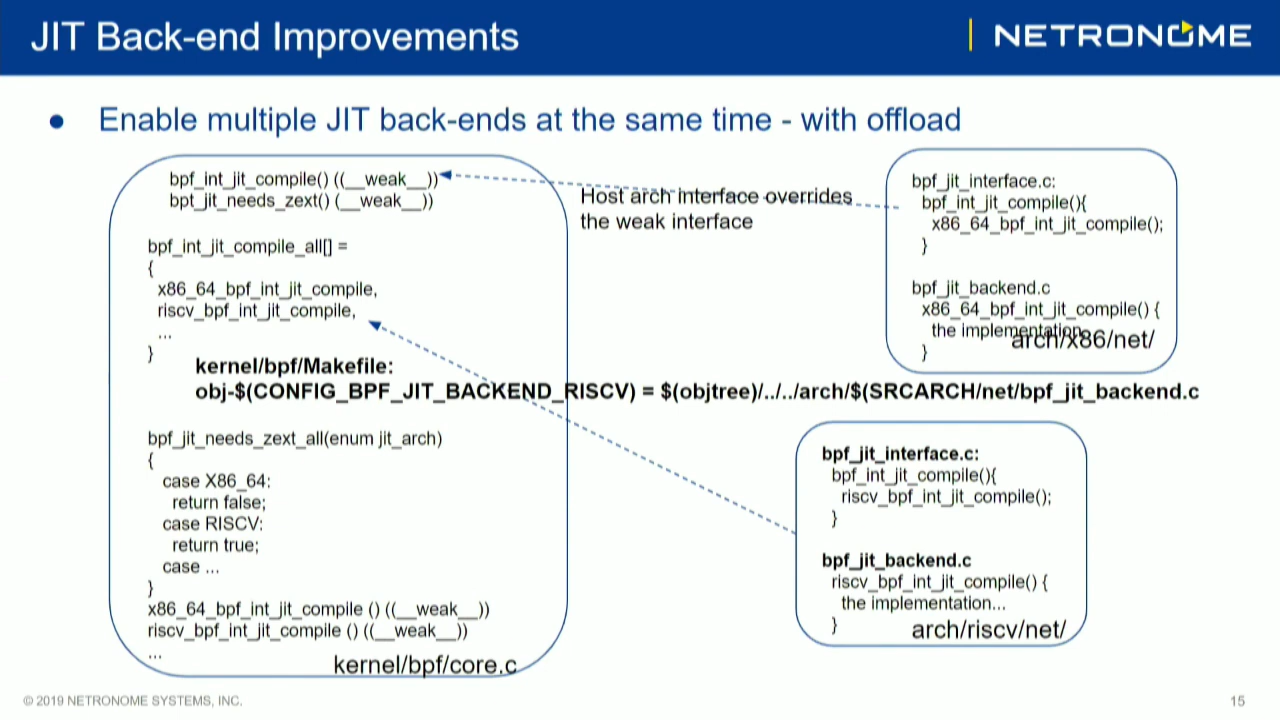 JIT Back-end Improvements
NETRONOME
● Enable multiple JIT back-ends at the same time - with offload
bpf_int_jit_compile() ((__weak__))
bpt_jit_needs_zext() (__weak__))
bpf_int_jit_compile_all[] =
{
x86_64_bpf_int_jit_compile,
riscv_bpf_int_jit_compile,
...
}
kernel/bpf/Makefile:
obj-$(CONFIG_BPF_JIT_BACKEND_RISCV) = $(objtree)/../../arch/$(SRCARCH/net/bpf_jit_backend.c
bpf_jit_needs_zext_all(enum jit_arch)
{
case X86_64:
return false;
case RISCV:
return true;
case ...
}
x86_64_bpf_int_jit_compile () ((__weak__))
riscv_bpf_int_jit_compile () ((__weak__))
...
kernel/bpf/core.c
Host arch interface overrides
the weak interface
bpf_jit_interface.c:
bpf_int_jit_compile(){
x86_64_bpf_int_jit_compile();
}
bpf_jit_backend.c
x86_64_bpf_int_jit_compile() {
the implementation...
}
arch/x86/net/
bpf_jit_interface.c:
bpf_int_jit_compile(){
riscv_bpf_int_jit_compile();
}
bpf_jit_backend.c
riscv_bpf_int_jit_compile() {
the implementation...
}
arch/riscv/net/
© 2019 NETRONOME SYSTEMS, INC.
15